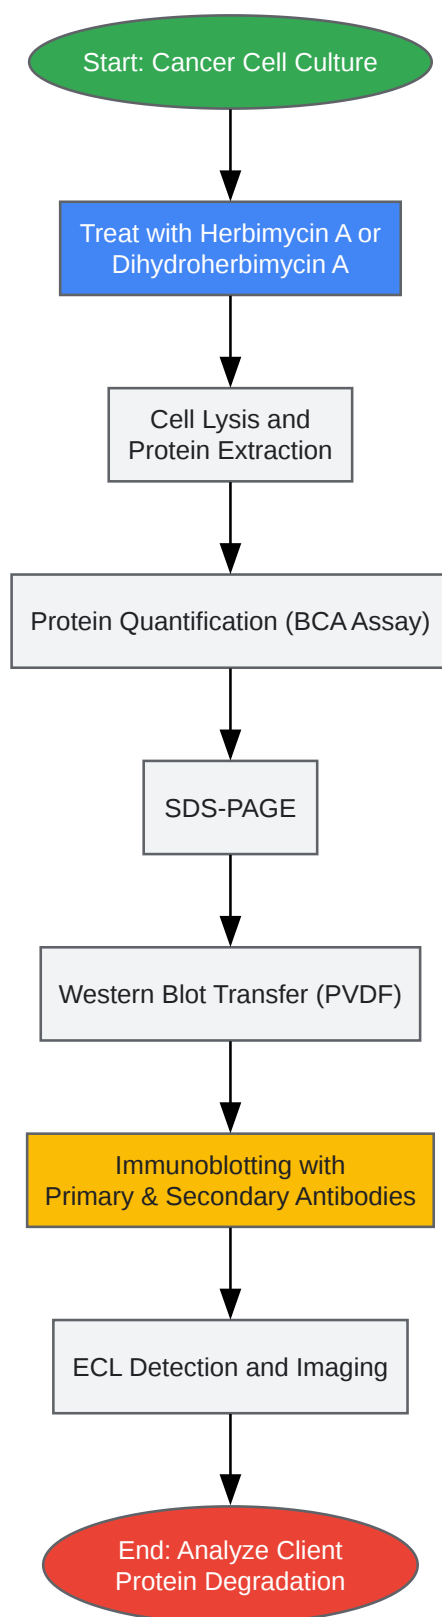 Start: Cancer Cell Culture
Treat with Herbimycin A or
Dihydroherbimycin A
Cell Lysis and
Protein Extraction
Protein Quantification (BCA Assay)
SDS-PAGE
Western Blot Transfer (PVDF)
Immunoblotting with
Primary & Secondary Antibodies
ECL Detection and Imaging
End: Analyze Client
Protein Degradation